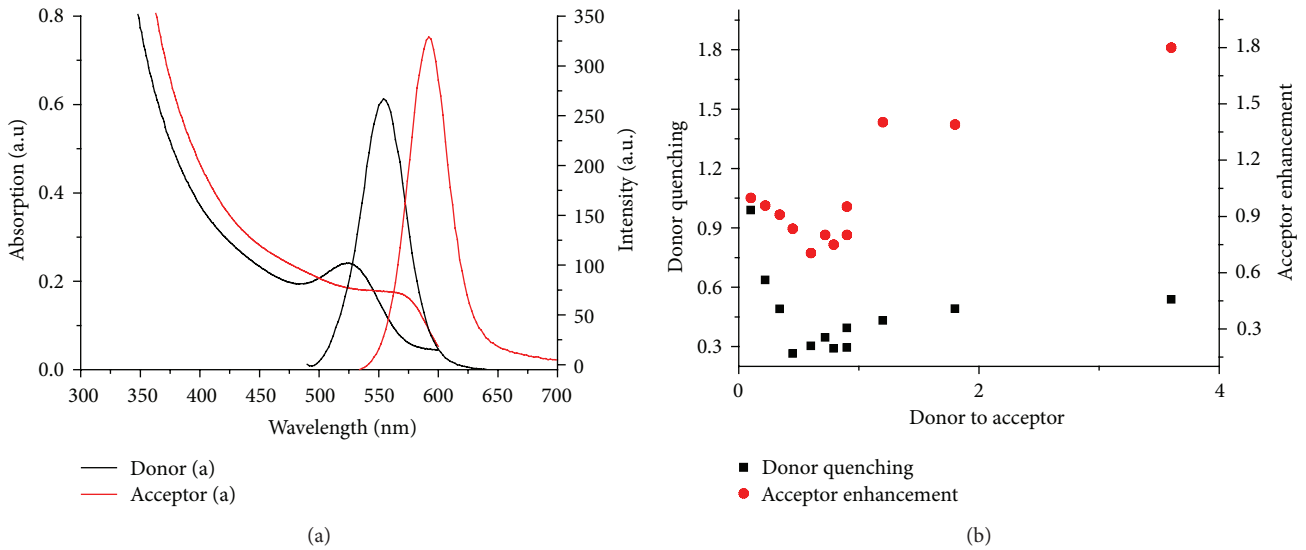 0.8
0.6
0.4
0.2
0.0
Absorption (a.u)
300 350 400 450 500 550 600 650 700
Wavelength (nm)
350
300
250
200
150
100
75
50
25
0
Intensity (a.u.)
Donor (a)
Acceptor (a)
(a)
1.8
1.5
1.2
0.9
0.6
0.3
Donor quenching
0 2 4
Donor to acceptor
1.8
1.5
1.2
0.9
0.6
0.3
Acceptor enhancement
Donor quenching
Acceptor enhancement
(b)